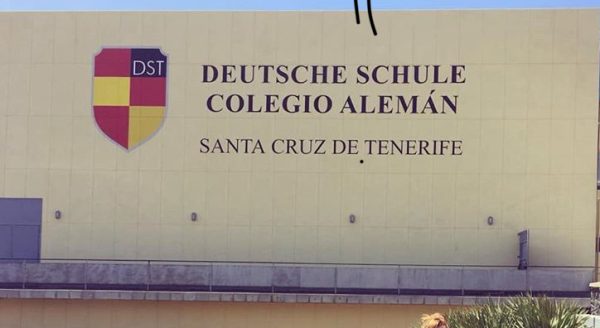 DST
DEUTSCHE SCHULE
COLEGIO ALEMÁN
SANTA CRUZ DE TENERIFE